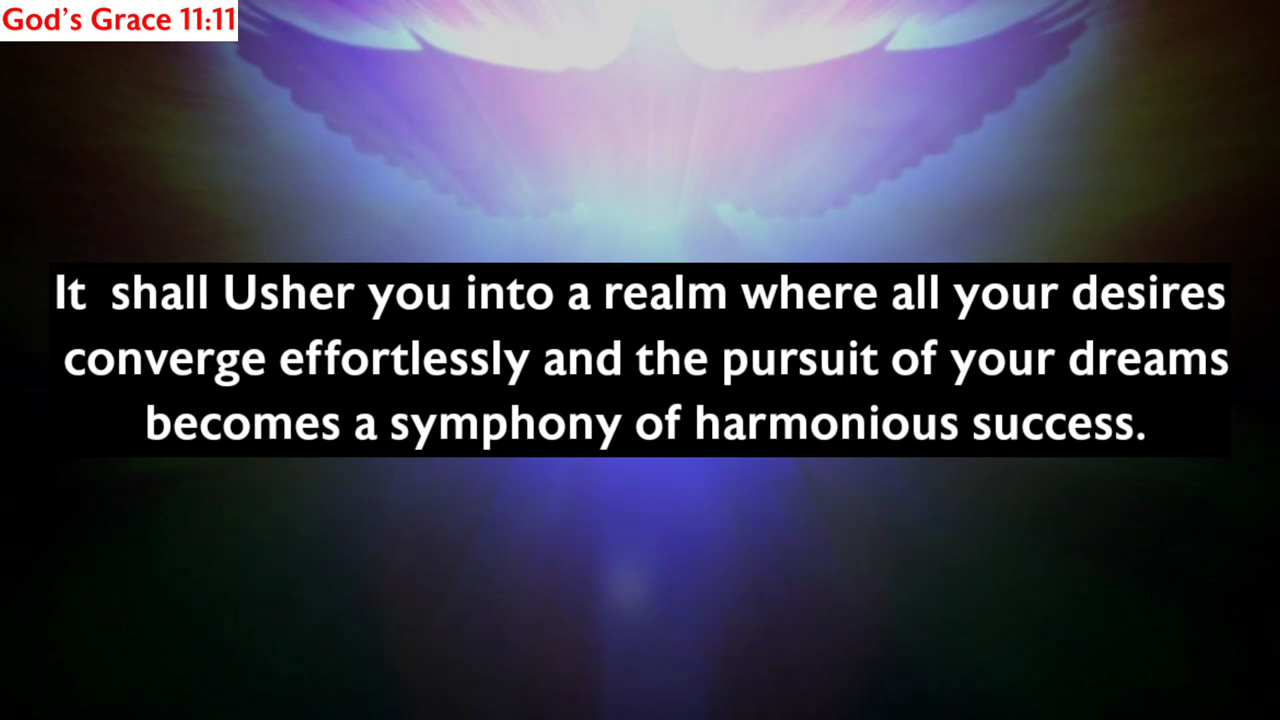 God's Grace 11:11
It shall Usher you into a realm where all your desires
converge effortlessly and the pursuit of your dreams
becomes a symphony of harmonious success.